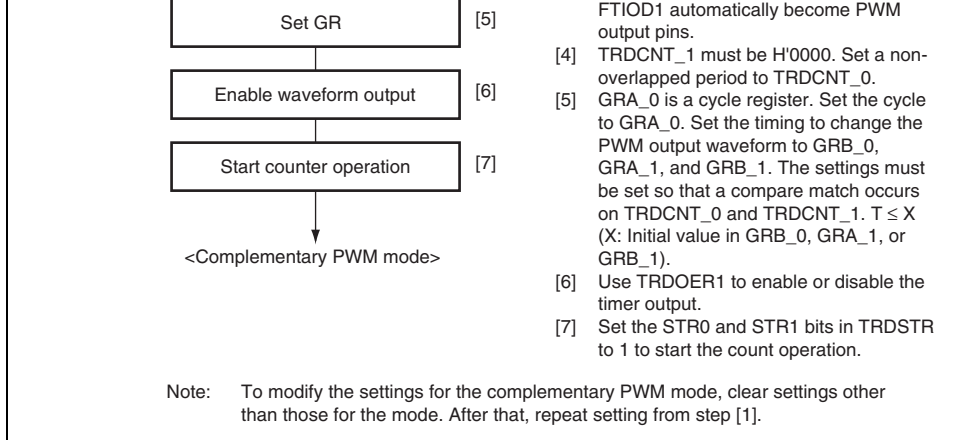 Set GR
[5]
Enable waveform output
[6]
Start counter operation
[7]
<Complementary PWM mode>
FTIOD1 automatically become PWM
output pins.
[4] TRDCNT_1 must be H'0000. Set a non-
overlapped period to TRDCNT_0.
[5] GRA_0 is a cycle register. Set the cycle
to GRA_0. Set the timing to change the
PWM output waveform to GRB_0,
GRA_1, and GRB_1. The settings must
be set so that a compare match occurs
on TRDCNT_0 and TRDCNT_1. T ≤ X
(X: Initial value in GRB_0, GRA_1, or
GRB_1).
[6] Use TRDOER1 to enable or disable the
timer output.
[7] Set the STR0 and STR1 bits in TRDSTR
to 1 to start the count operation.
Note: To modify the settings for the complementary PWM mode, clear settings other
than those for the mode. After that, repeat setting from step [1].